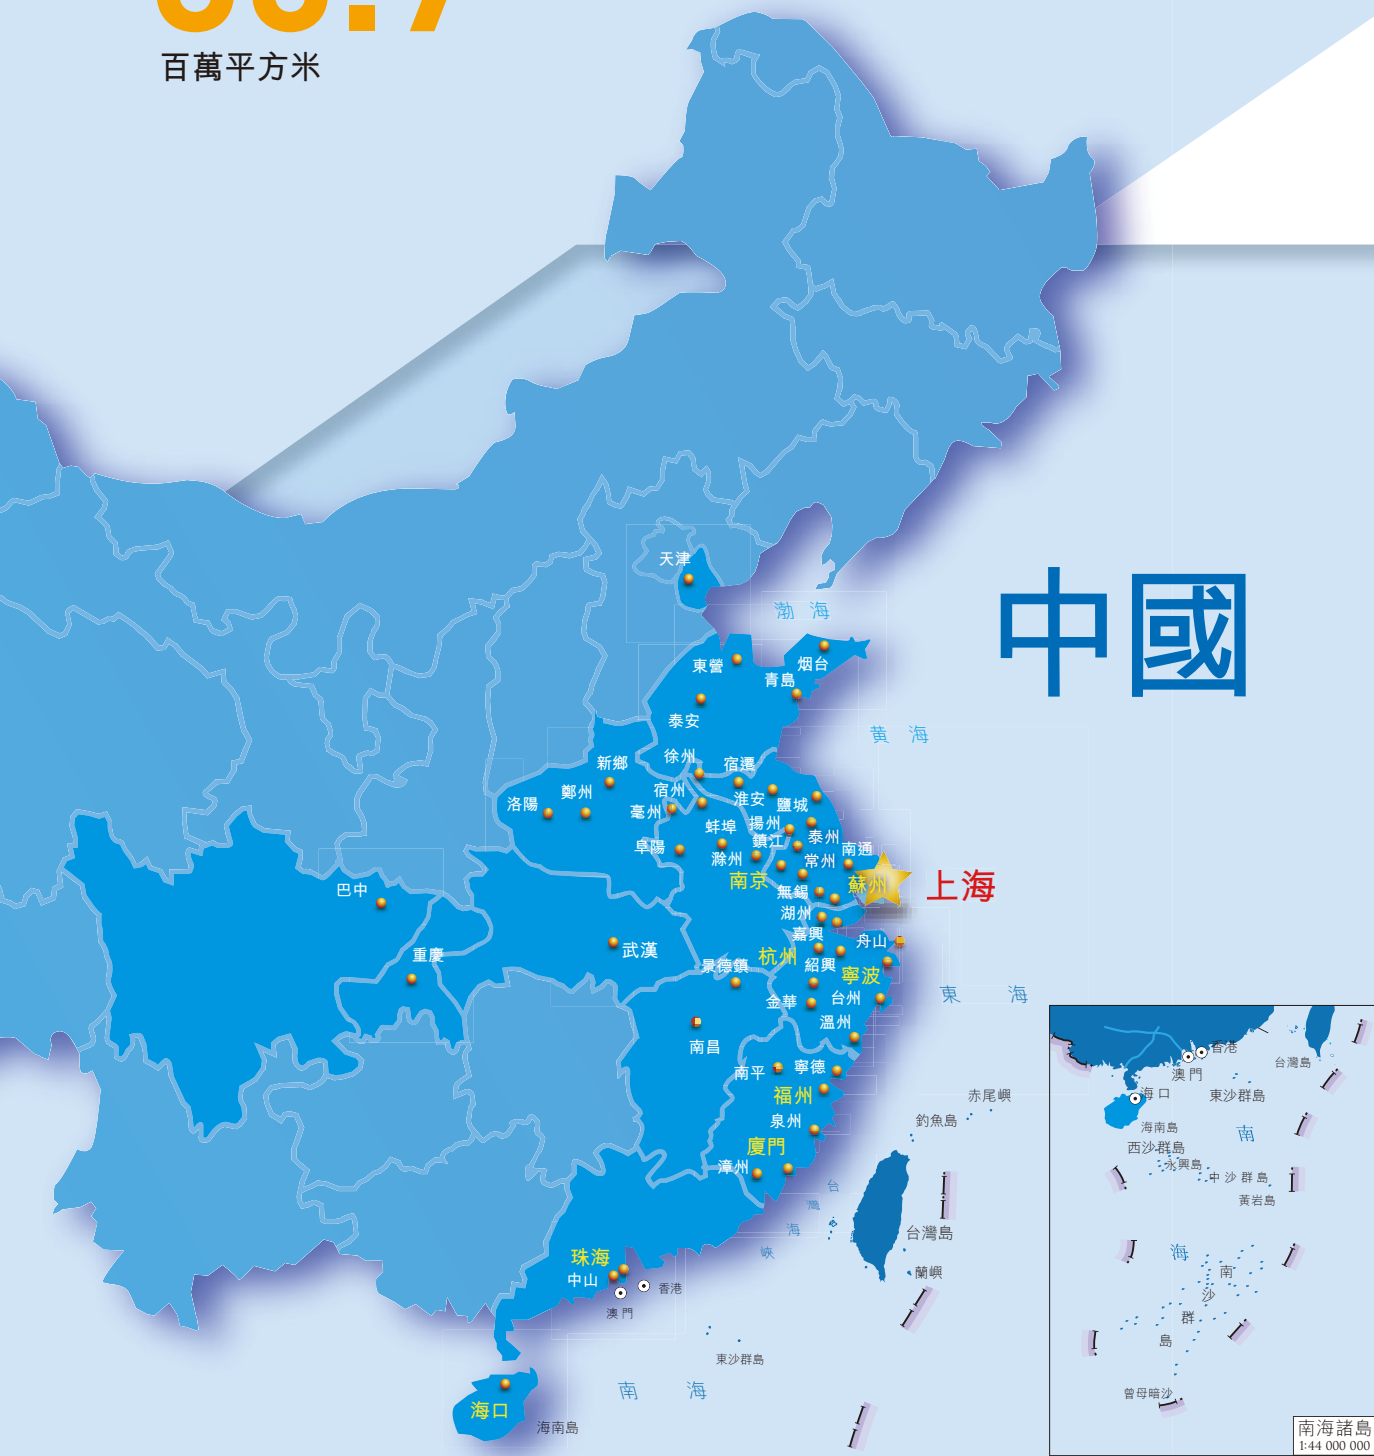 百萬平方米
中國
天津
渤海
東營
烟台
青島
泰安
黄海
徐州
宿遷
新鄉
鄭州
宿州
洛陽
亳州
淮安
鹽城
蚌埠
揚州
泰州
鎮江
阜陽
滁州
常州
南通
南京
無錫
蘇州
上海
巴中
湖州
嘉興
舟山
武漢
重慶
景德鎮
杭州
紹興
寧波
金華
台州
東海
溫州
南昌
南平
寧德
福州
赤尾嶼
釣魚島
泉州
廈門
漳州
台灣海峽
台灣島
蘭嶼
珠海
中山
香港
澳門
東沙群島
南海
海口
海南島
香港
澳門
台灣島
海口
東沙群島
海南島
南海
西沙群島
永興島
中沙群島
黃岩島
南沙群島
曾母暗沙
南海諸島
1:44 000 000